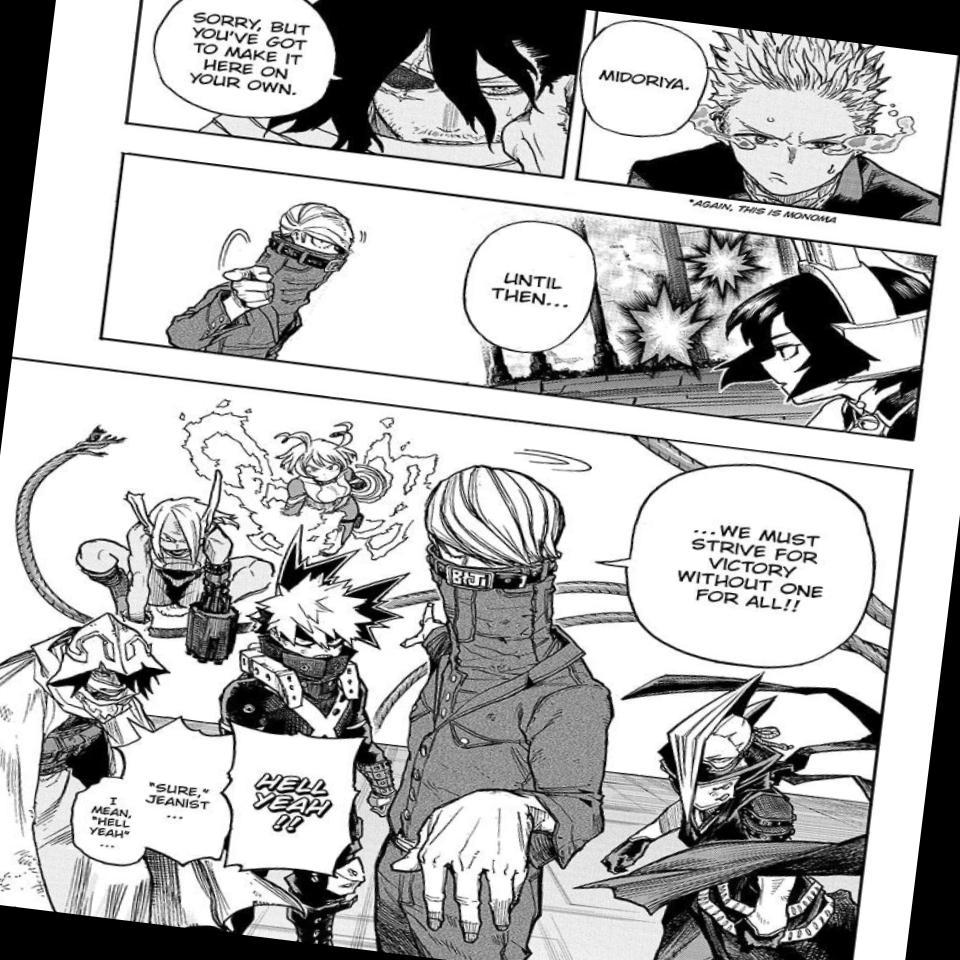 SORRY, BUT
YOU'VE GOT
TO MAKE IT
HERE ON
YOUR OWN.
MIDORIYA.
*AGAIN, THIS IS MONOMA
UNTIL
THEN...
...WE MUST
STRIVE FOR
VICTORY
WITHOUT ONE
FOR ALL!!
BJ
HELL
YEAH
!!
"SURE,"
JEANIST
...
I
MEAN,
"HELL
YEAH"
...